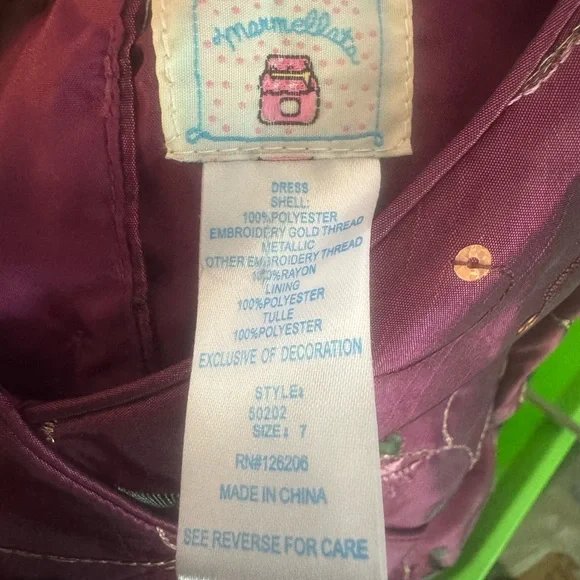 Marmellata
DRESS
SHELL:
100%POLYESTER
EMBROIDERY GOLD THREAD
METALLIC
OTHER EMBROIDERY THREAD
100%RAYON
LINING
100%POLYESTER
TULLE
100%POLYESTER
EXCLUSIVE OF DECORATION
STYLE:
50202
SIZE: 7
RN#126206
MADE IN CHINA
SEE REVERSE FOR CARE